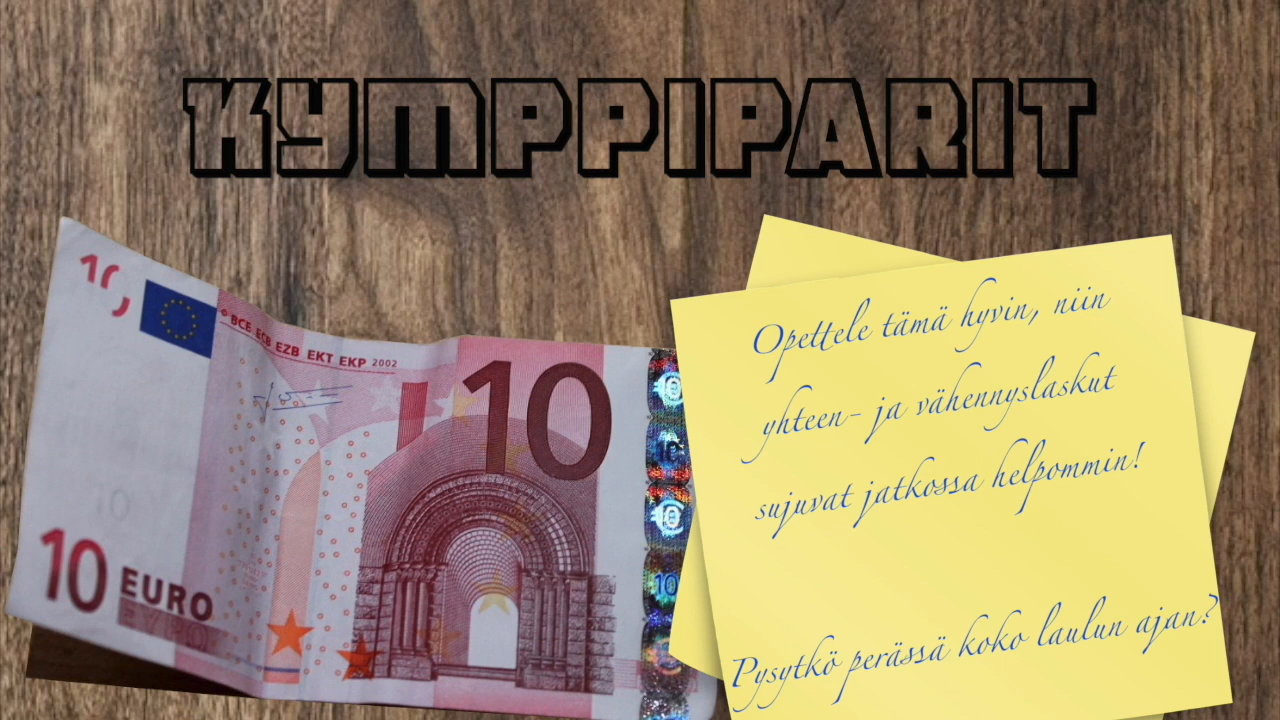 KYMPPIPARIT
10
BCE ECB EZB EKT EKP 2002
10
10 EURO
ΕΥΡΩ
Opettele tämä hyvin, niin
yhteen- ja vähennyslaskut
sujuvat jatkossa helpommin!
Pysytkö perässä koko laulun ajan?